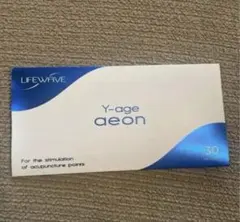 LIFEWAVE
Y-age
aeon
For the stimulation
of acupuncture points
30